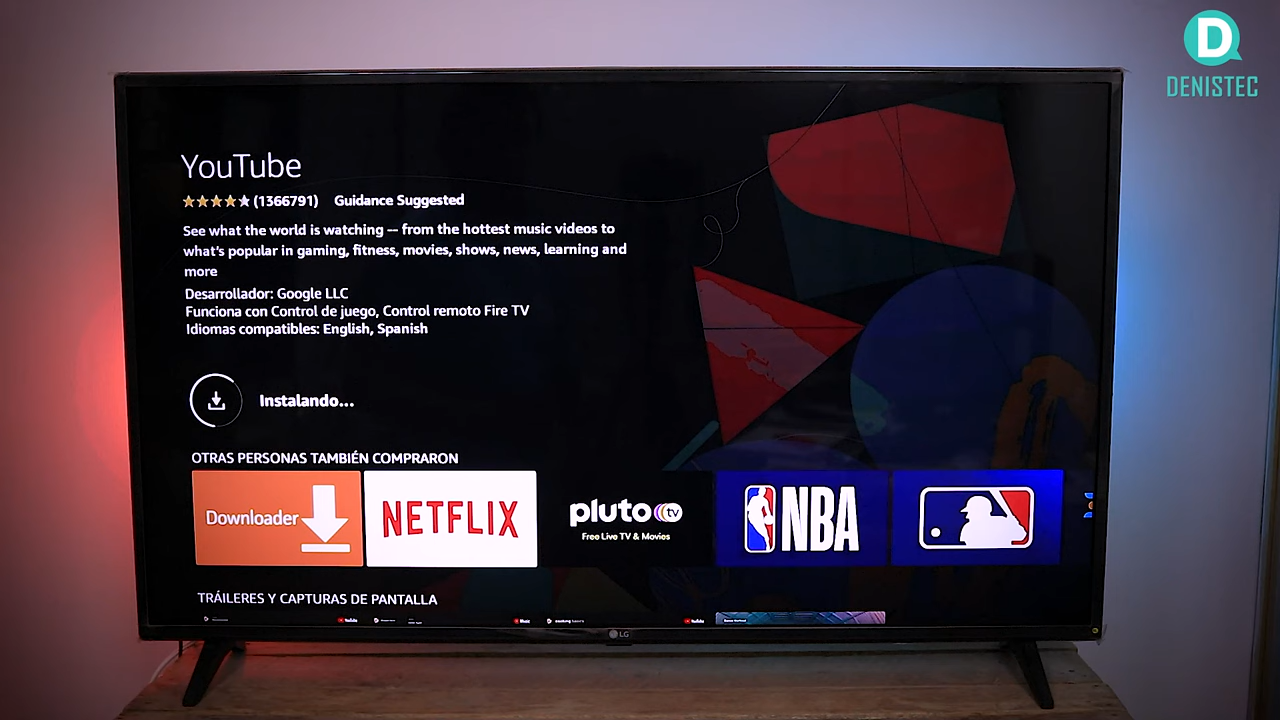 D
DENISTEC
YouTube
(1366791) Guidance Suggested
See what the world is watching -- from the hottest music videos to
what's popular in gaming, fitness, movies, shows, news, learning and
more
Desarrollador: Google LLC
Funciona con Control de juego, Control remoto Fire TV
Idiomas compatibles: English, Spanish
Instalando...
OTRAS PERSONAS TAMBIÉN COMPRARON
Downloader
NETFLIX
pluto tv
Free Live TV & Movies
NBA
TRÁILERES Y CAPTURAS DE PANTALLA
YouTube
Music
YouTube
LG